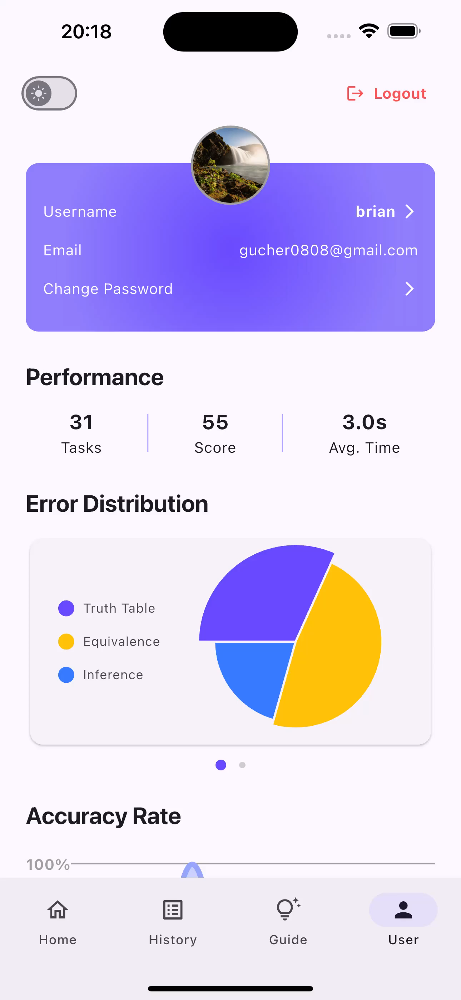 20:18
Logout
Username brian
Email gucher0808@gmail.com
Change Password
Performance
31 55 3.0s
Tasks Score Avg. Time
Error Distribution
Truth Table
Equivalence
Inference
Accuracy Rate
100%
Home History Guide User